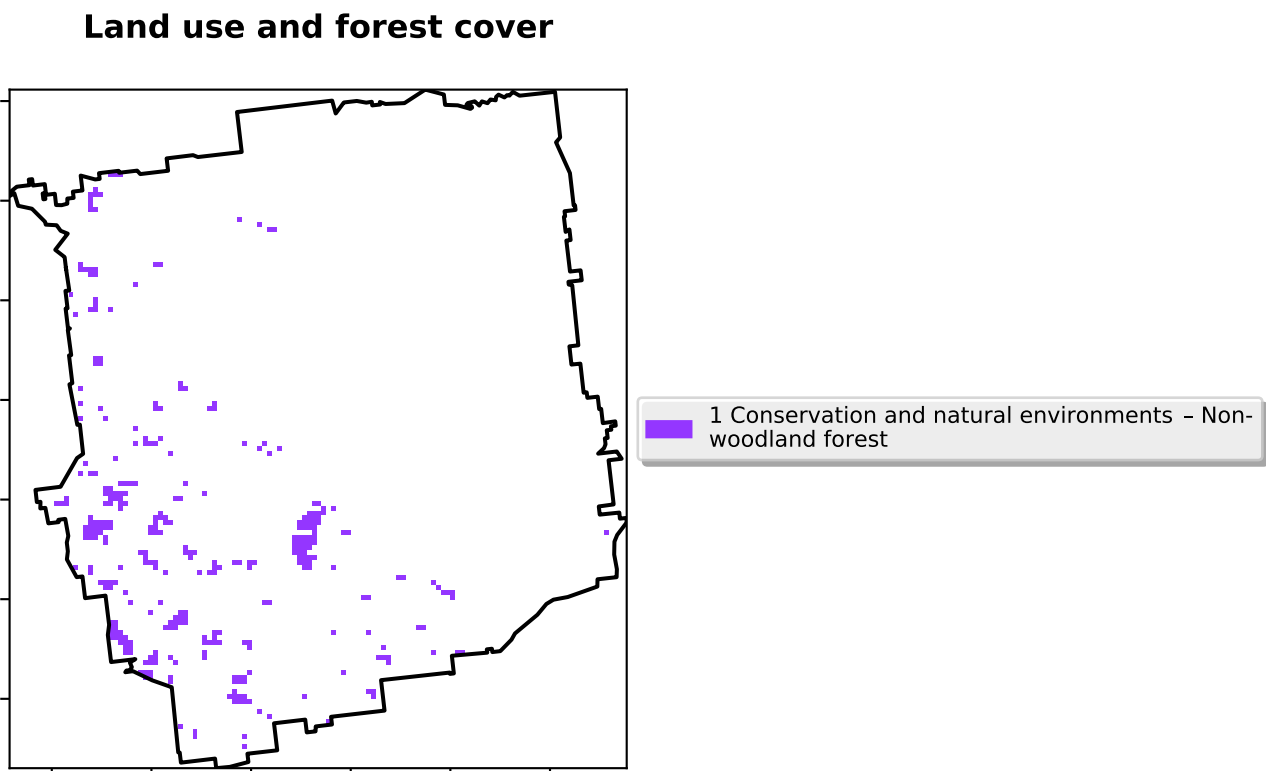 Land use and forest cover
1 Conservation and natural environments – Non-
woodland forest